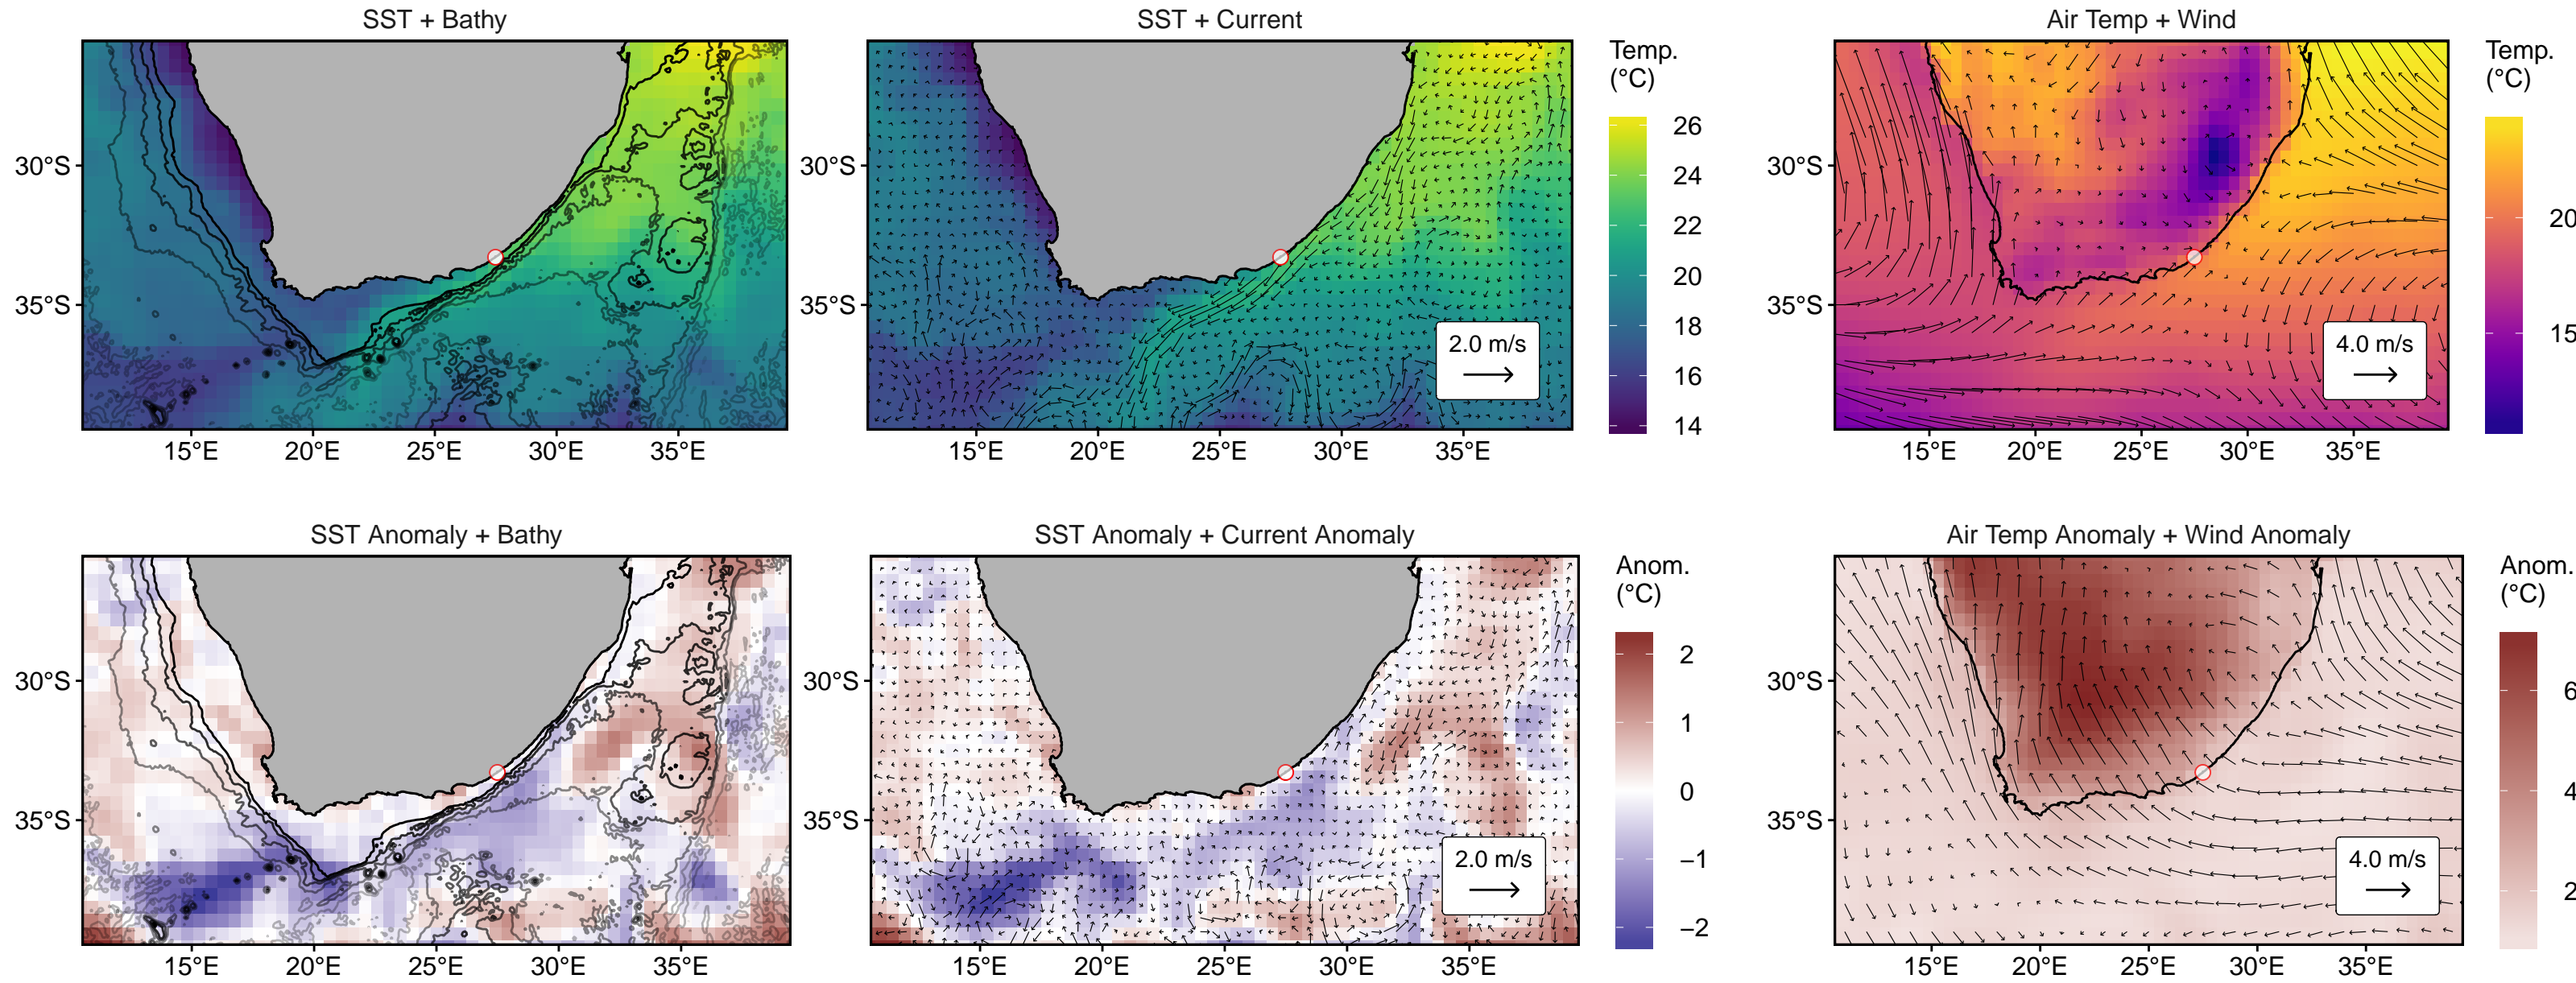 SST + Bathy
30°S
35°S
15°E 20°E 25°E 30°E 35°E
SST + Current
30°S
35°S
2.0 m/s
15°E 20°E 25°E 30°E 35°E
Temp.
(°C)
26
24
22
20
18
16
14
Air Temp + Wind
30°S
35°S
4.0 m/s
15°E 20°E 25°E 30°E 35°E
Temp.
(°C)
20
15
SST Anomaly + Bathy
30°S
35°S
15°E 20°E 25°E 30°E 35°E
SST Anomaly + Current Anomaly
30°S
35°S
2.0 m/s
15°E 20°E 25°E 30°E 35°E
Anom.
(°C)
2
1
0
−1
−2
Air Temp Anomaly + Wind Anomaly
30°S
35°S
4.0 m/s
15°E 20°E 25°E 30°E 35°E
Anom.
(°C)
6
4
2